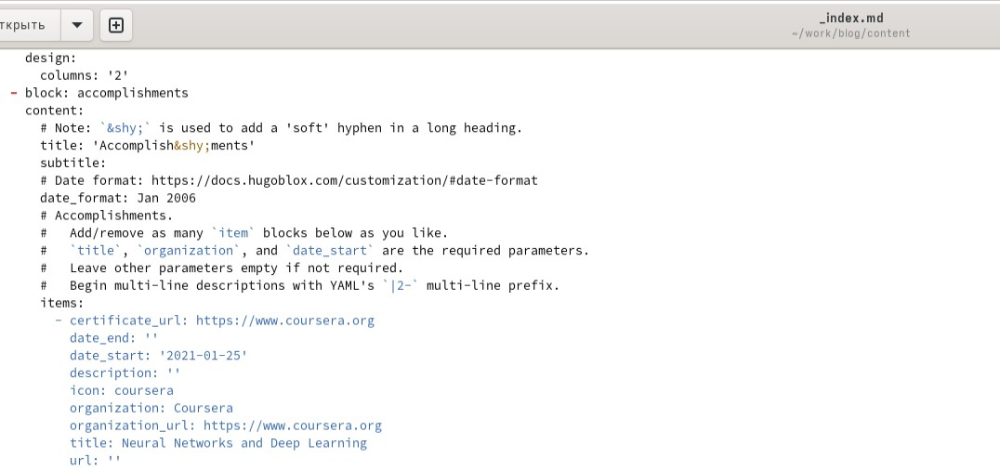 ткрыть
_index.md
~/work/blog/content
design:
columns: '2'
- block: accomplishments
content:
# Note: `&shy;` is used to add a 'soft' hyphen in a long heading.
title: 'Accomplish&shy;ments'
subtitle:
# Date format: https://docs.hugoblox.com/customization/#date-format
date_format: Jan 2006
# Accomplishments.
#   Add/remove as many `item` blocks below as you like.
#   `title`, `organization`, and `date_start` are the required parameters.
#   Leave other parameters empty if not required.
#   Begin multi-line descriptions with YAML's `|2-` multi-line prefix.
items:
- certificate_url: https://www.coursera.org
date_end: ''
date_start: '2021-01-25'
description: ''
icon: coursera
organization: Coursera
organization_url: https://www.coursera.org
title: Neural Networks and Deep Learning
url: ''